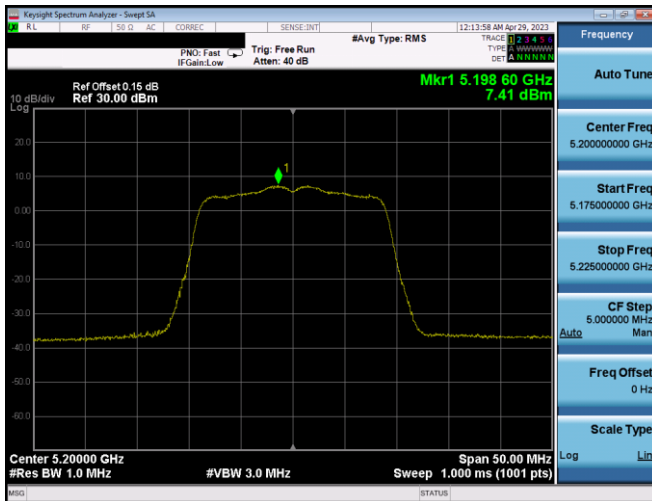 Keysight Spectrum Analyzer - Swept SA
RL RF 50 Ω AC CORREC SENSE:INT 12:13:58 AM Apr 29, 2023
#Avg Type: RMS
TRACE 1 2 3 4 5 6
PNO: Fast Trig: Free Run
TYPE A WWWWW
IFGain:Low Atten: 40 dB
DET A N N N N N
Mkr1 5.198 60 GHz
Ref Offset 0.15 dB
10 dB/div Ref 30.00 dBm 7.41 dBm
Log
20.0
1
10.0
0.00
-10.0
-20.0
-30.0
-40.0
-50.0
-60.0
Center 5.20000 GHz Span 50.00 MHz
#Res BW 1.0 MHz #VBW 3.0 MHz Sweep 1.000 ms (1001 pts)
MSG STATUS
Frequency
Auto Tune
Center Freq
5.200000000 GHz
Start Freq
5.175000000 GHz
Stop Freq
5.225000000 GHz
CF Step
5.000000 MHz
Auto Man
Freq Offset
0 Hz
Scale Type
Log Lin